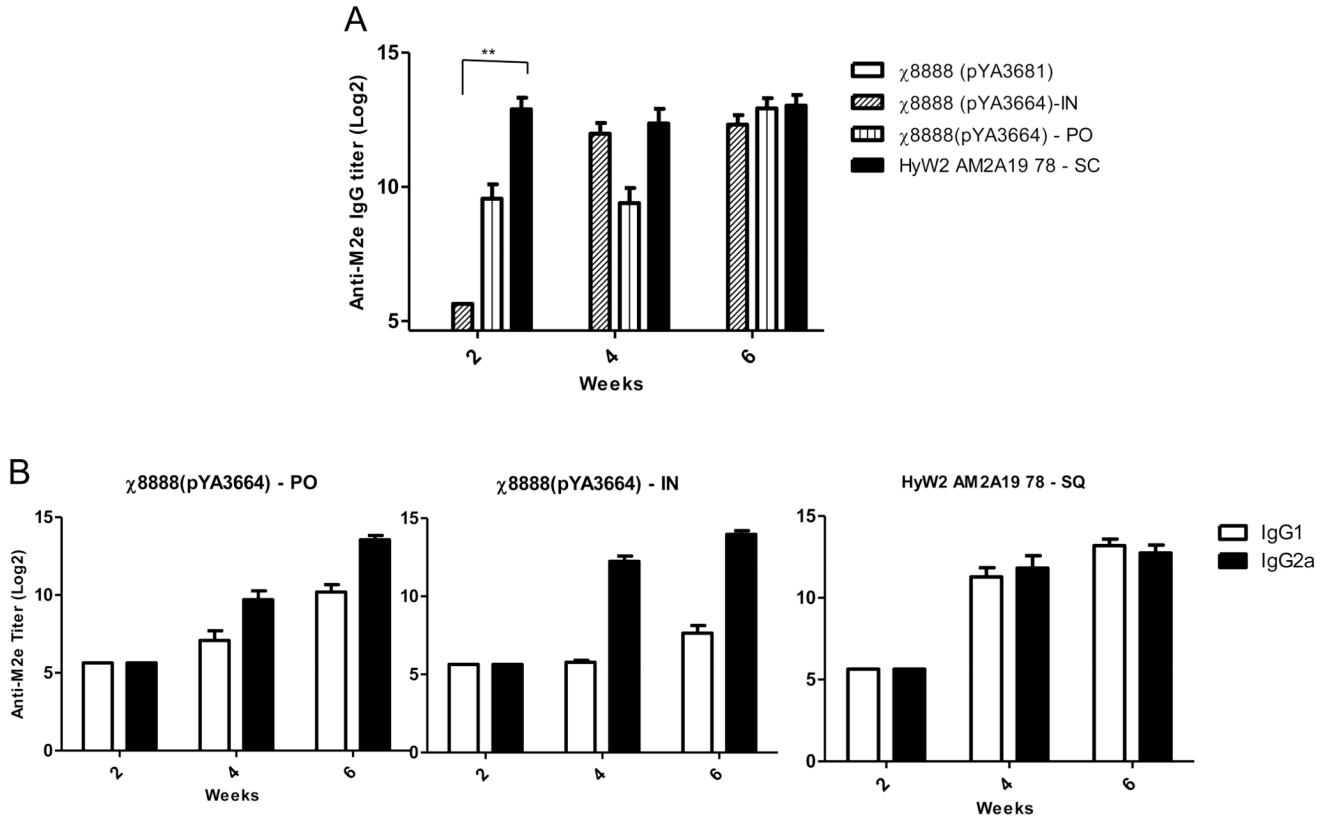 A
15
10
5
Anti-M2e IgG titer (Log2)
**
2
4
6
Weeks
χ8888 (pYA3681)
χ8888 (pYA3664)-IN
χ8888(pYA3664) - PO
HyW2 AM2A19 78 - SC
B
χ8888(pYA3664) - PO
15
10
5
0
Anti-M2e Titer (Log2)
2
4
6
Weeks
χ8888(pYA3664) - IN
15
10
5
0
2
4
6
HyW2 AM2A19 78 - SQ
15
10
5
0
2
4
6
Weeks
IgG1
IgG2a